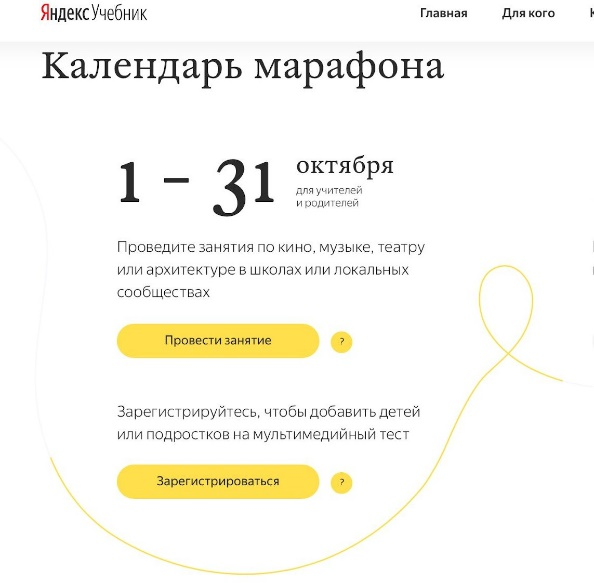 Яндекс Учебник
Главная Для кого
Календарь марафона
1 – 31 октября
для учителей
и родителей
Проведите занятия по кино, музыке, театру
или архитектуре в школах или локальных
сообществах
Провести занятие ?
Зарегистрируйтесь, чтобы добавить детей
или подростков на мультимедийный тест
Зарегистрироваться ?